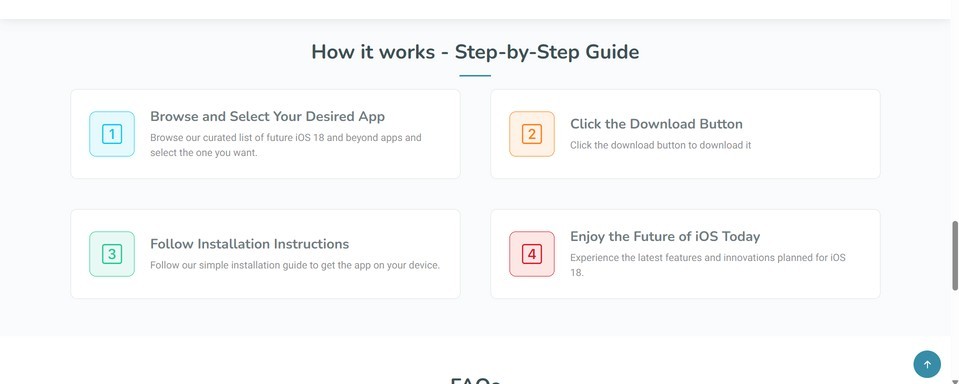 How it works - Step-by-Step Guide
1
Browse and Select Your Desired App
Browse our curated list of future iOS 18 and beyond apps and
select the one you want.
2
Click the Download Button
Click the download button to download it
3
Follow Installation Instructions
Follow our simple installation guide to get the app on your device.
4
Enjoy the Future of iOS Today
Experience the latest features and innovations planned for iOS
18.
FAQs